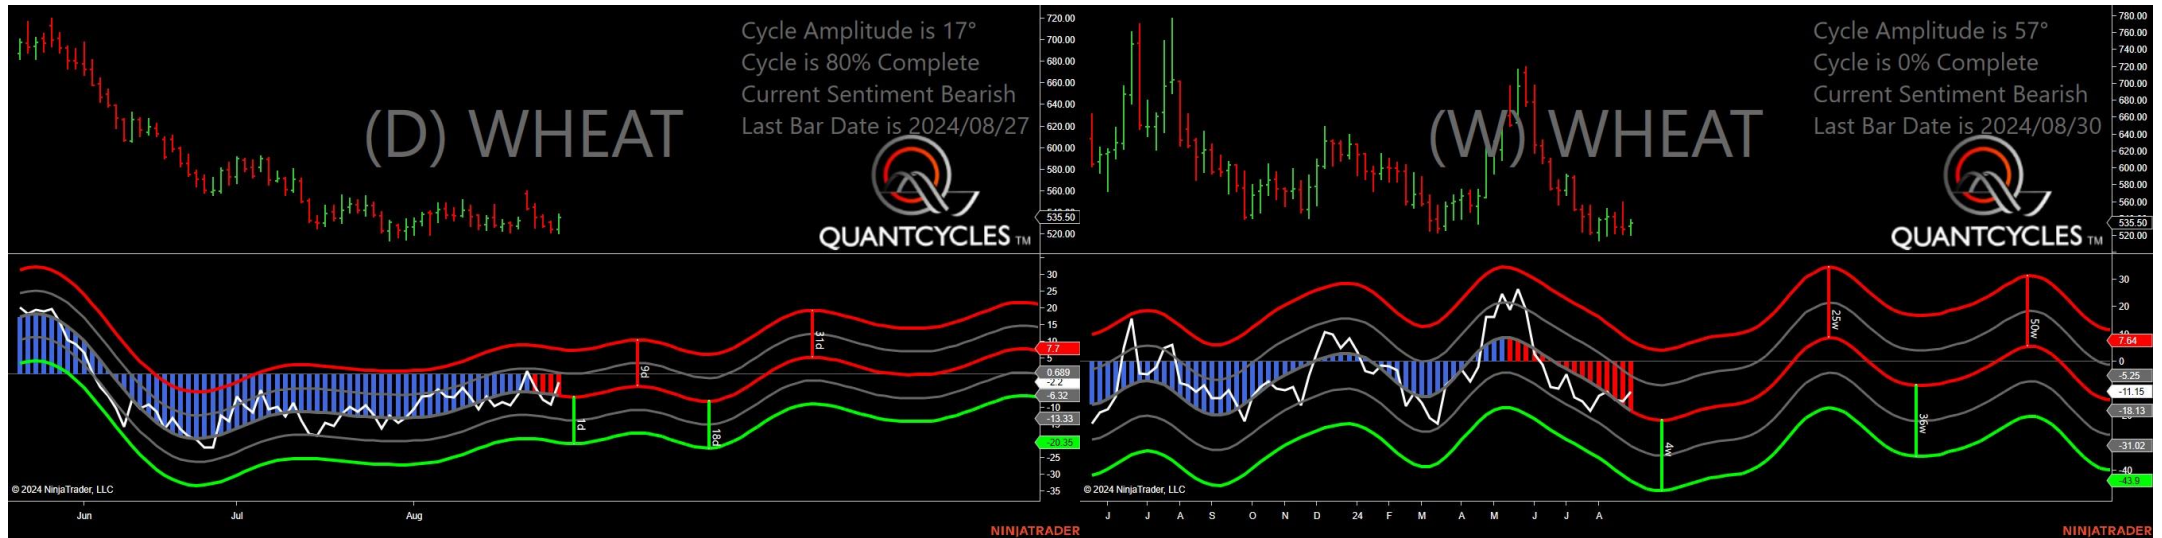 Cycle Amplitude is 17°
Cycle is 80% Complete
Current Sentiment Bearish
Last Bar Date is 2024/08/27
(D) WHEAT
QUANTCYCLES TM
720.00
700.00
680.00
660.00
640.00
620.00
600.00
580.00
560.00
535.50
520.00
30
25
20
15
10
7.7
5
0.689
-2.2
-6.32
-10
-13.33
-20.35
-25
-30
-35
1d
9d
18d
31d
© 2024 NinjaTrader, LLC
Jun Jul Aug
NINJATRADER
Cycle Amplitude is 57°
Cycle is 0% Complete
Current Sentiment Bearish
Last Bar Date is 2024/08/30
(W) WHEAT
QUANTCYCLES TM
780.00
760.00
740.00
720.00
700.00
680.00
660.00
640.00
620.00
600.00
580.00
560.00
535.50
520.00
30
20
7.64
0
-5.25
-11.15
-18.13
-31.02
-40
-43.9
4w
25w
36w
50w
© 2024 NinjaTrader, LLC
J J A S O N D 24 F M A M J J A
NINJATRADER